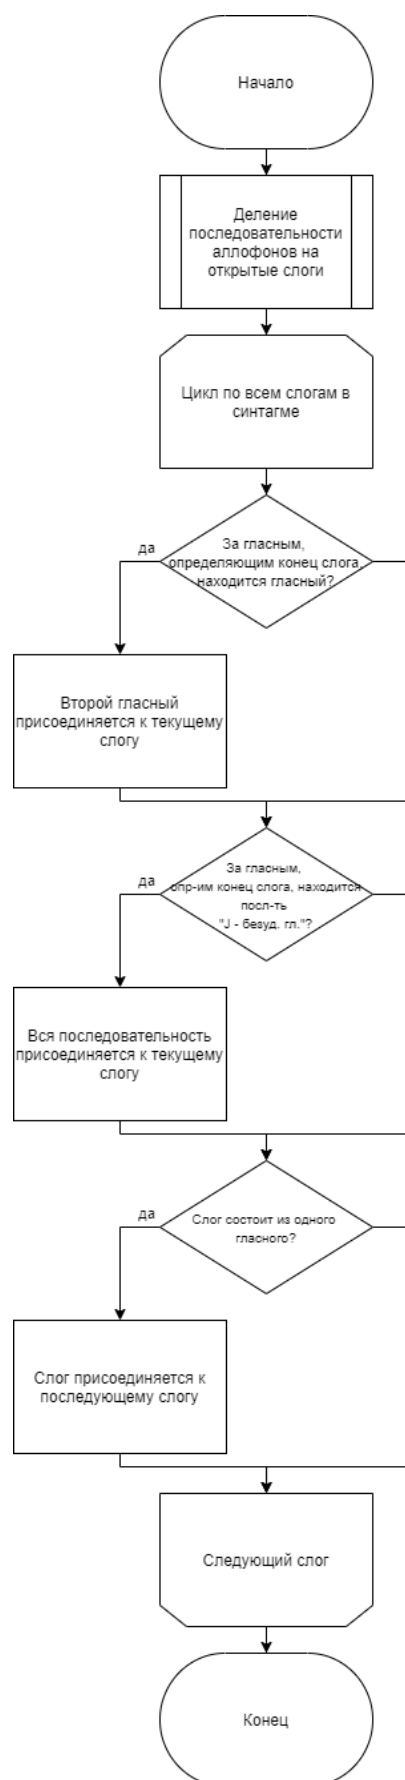 Начало
Деление
последовательности
аллофонов на
открытые слоги
Цикл по всем слогам в
синтагме
За гласным,
определяющим конец слога,
находится гласный?
да
Второй гласный
присоединяется к текущему
слогу
За гласным,
опр-им конец слога, находится
посл-ть
"J - безуд. гл."?
да
Вся последовательность
присоединяется к текущему
слогу
Слог состоит из одного
гласного?
да
Слог присоединяется к
последующему слогу
Следующий слог
Конец